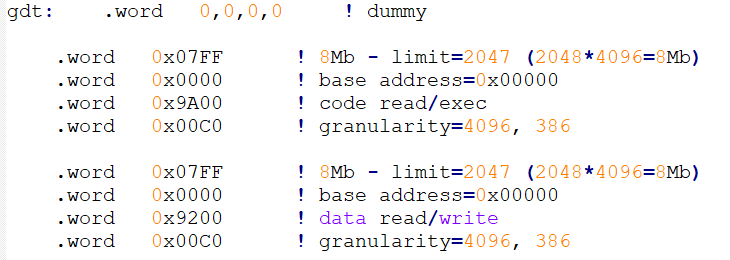 gdt:    .word   0,0,0,0     ! dummy
.word   0x07FF      ! 8Mb - limit=2047 (2048*4096=8Mb)
.word   0x0000      ! base address=0x00000
.word   0x9A00      ! code read/exec
.word   0x00C0      ! granularity=4096, 386
.word   0x07FF      ! 8Mb - limit=2047 (2048*4096=8Mb)
.word   0x0000      ! base address=0x00000
.word   0x9200      ! data read/write
.word   0x00C0      ! granularity=4096, 386